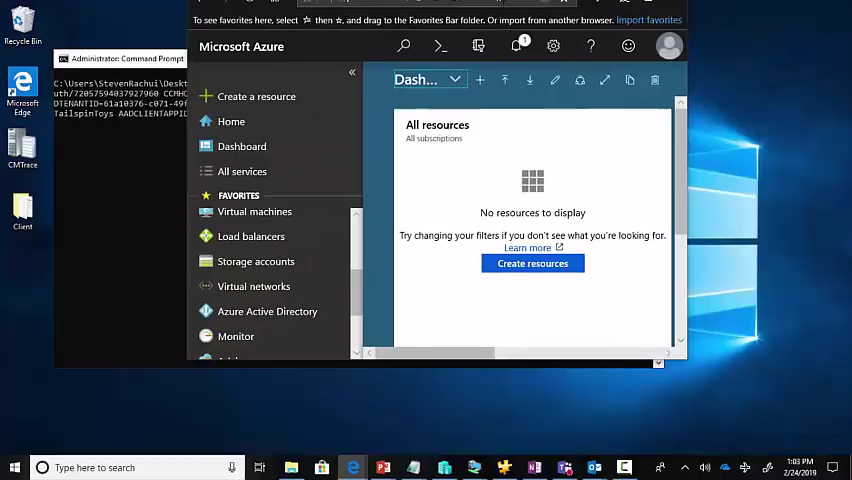 To see favorites here, select ☆ then ☆, and drag to the Favorites Bar folder. Or import from another browser. Import favorites
Recycle Bin
Microsoft Azure
1
Administrator: Command Prompt
C:\Users\StevenRachui\Deskt
uth/72057594037927960 CCMHO
DTENANTID=61a10376-c071-49f
TailspinToys AADCLIENTAPPID
Microsoft
Edge
CMTrace
Client
«
Create a resource
Home
Dashboard
All services
FAVORITES
Virtual machines
Load balancers
Storage accounts
Virtual networks
Azure Active Directory
Monitor
Dash...
All resources
All subscriptions
No resources to display
Try changing your filters if you don't see what you're looking for.
Learn more
Create resources
Type here to search
1:03 PM
2/24/2019